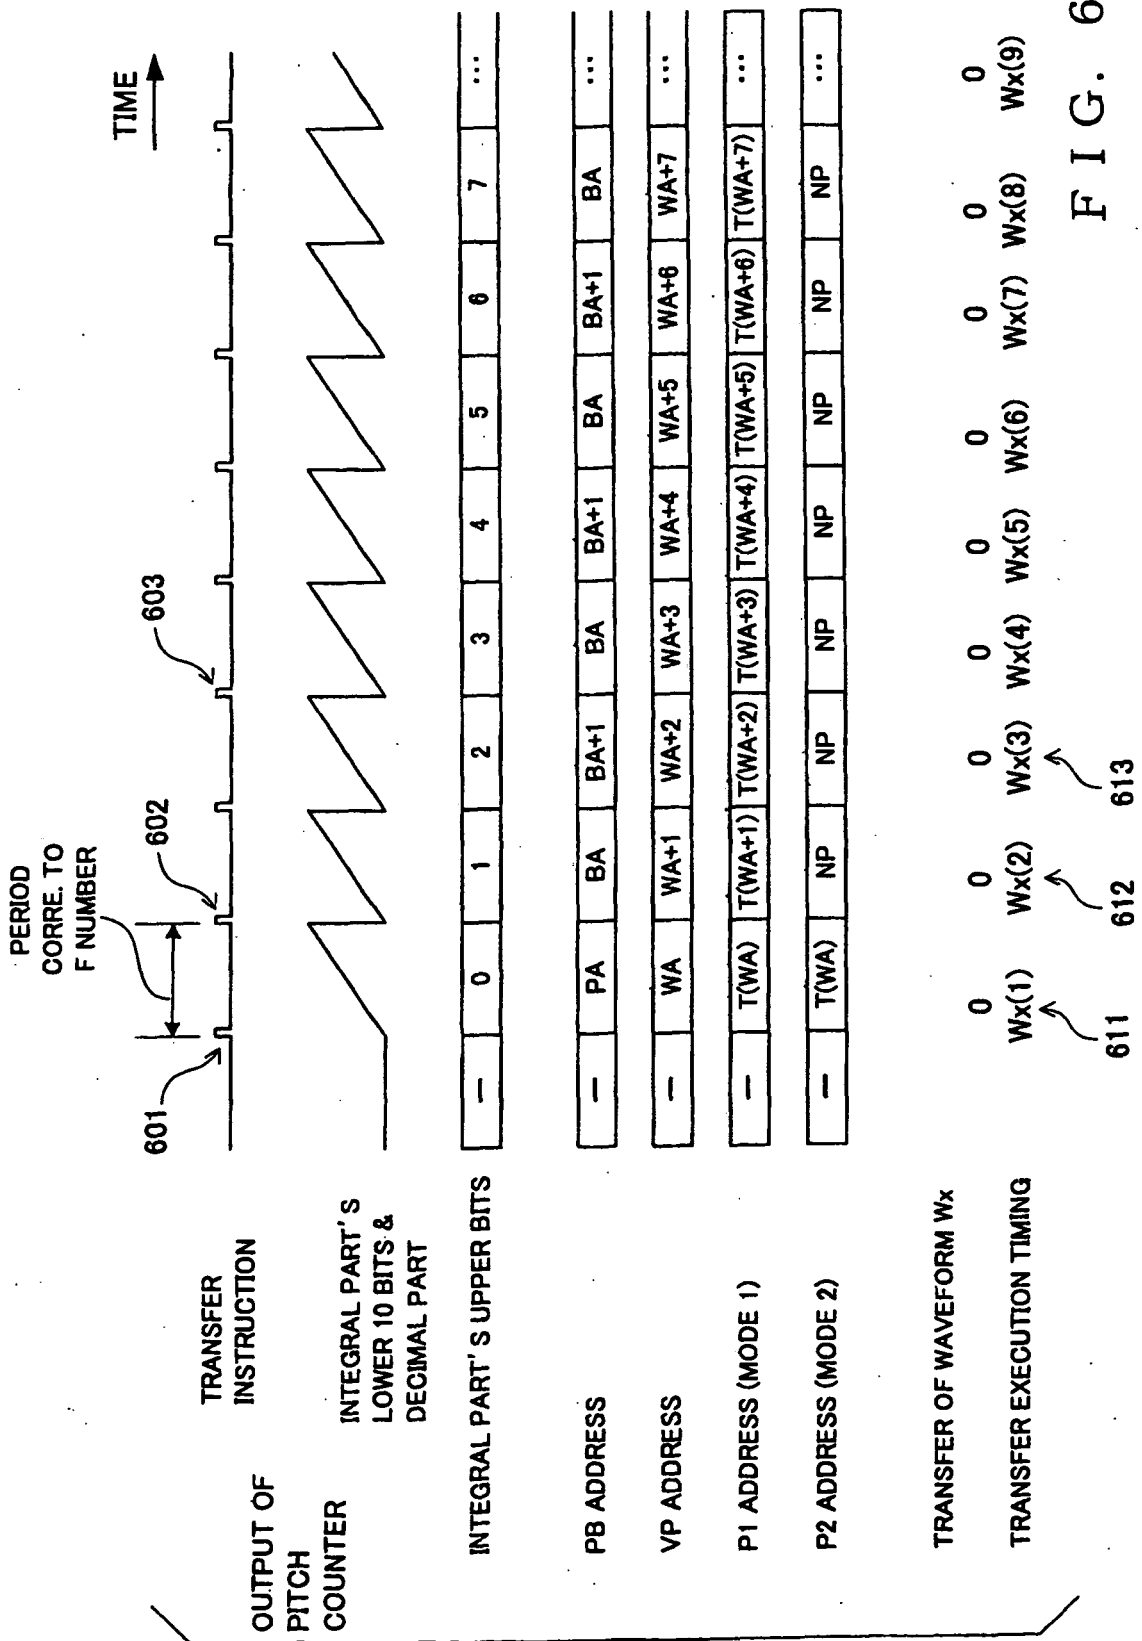 PERIOD
CORRE. TO
F NUMBER
TIME
601
602
603
TRANSFER
INSTRUCTION
OUTPUT OF
PITCH
COUNTER
INTEGRAL PART'S
LOWER 10 BITS &
DECIMAL PART
INTEGRAL PART'S UPPER BITS — 0 1 2 3 4 5 6 7 ...
PB ADDRESS — PA BA BA+1 BA BA+1 BA BA+1 BA ...
VP ADDRESS — WA WA+1 WA+2 WA+3 WA+4 WA+5 WA+6 WA+7 ...
P1 ADDRESS (MODE 1) — T(WA) T(WA+1) T(WA+2) T(WA+3) T(WA+4) T(WA+5) T(WA+6) T(WA+7) ...
P2 ADDRESS (MODE 2) — T(WA) NP NP NP NP NP NP NP ...
TRANSFER OF WAVEFORM Wx 0 0 0 0 0 0 0 0 0
TRANSFER EXECUTION TIMING Wx(1) Wx(2) Wx(3) Wx(4) Wx(5) Wx(6) Wx(7) Wx(8) Wx(9)
611 612 613
FIG. 6